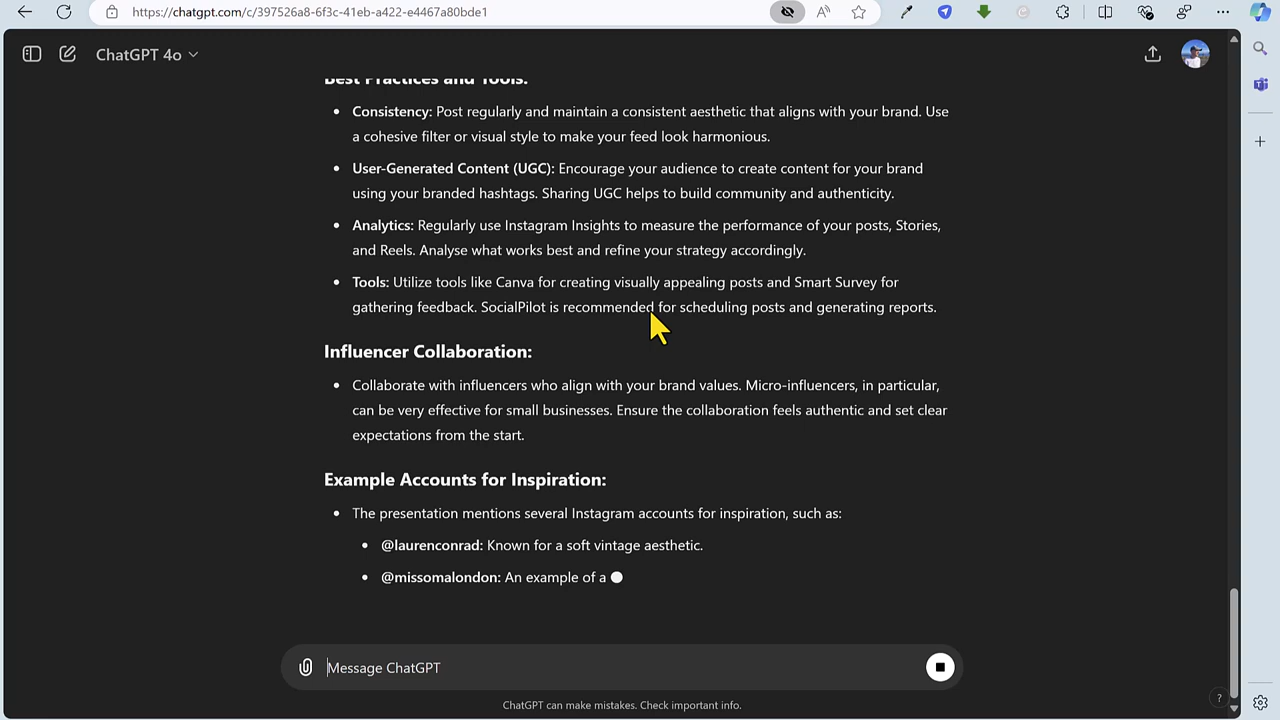 https://chatgpt.com/c/397526a8-6f3c-41eb-a422-e4467a80bde1
ChatGPT 4o
Best Practices and Tools:
Consistency: Post regularly and maintain a consistent aesthetic that aligns with your brand. Use
a cohesive filter or visual style to make your feed look harmonious.
User-Generated Content (UGC): Encourage your audience to create content for your brand
using your branded hashtags. Sharing UGC helps to build community and authenticity.
Analytics: Regularly use Instagram Insights to measure the performance of your posts, Stories,
and Reels. Analyse what works best and refine your strategy accordingly.
Tools: Utilize tools like Canva for creating visually appealing posts and Smart Survey for
gathering feedback. SocialPilot is recommended for scheduling posts and generating reports.
Influencer Collaboration:
Collaborate with influencers who align with your brand values. Micro-influencers, in particular,
can be very effective for small businesses. Ensure the collaboration feels authentic and set clear
expectations from the start.
Example Accounts for Inspiration:
The presentation mentions several Instagram accounts for inspiration, such as:
@laurenconrad: Known for a soft vintage aesthetic.
@missomalondon: An example of a
Message ChatGPT
ChatGPT can make mistakes. Check important info.
?